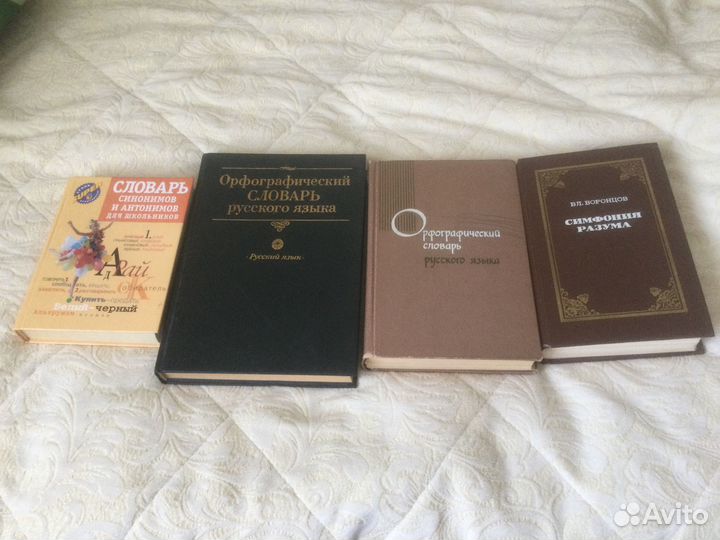 СЛОВАРЬ
СИНОНИМОВ
И АНТОНИМОВ
ДЛЯ ШКОЛЬНИКОВ
Купить продать
Белый черный
Орфографический
СЛОВАРЬ
русского языка
Русский язык
Орфографический
словарь
русского языка
ВЛ. ВОРОНЦОВ
СИМФОНИЯ
РАЗУМА
Avito